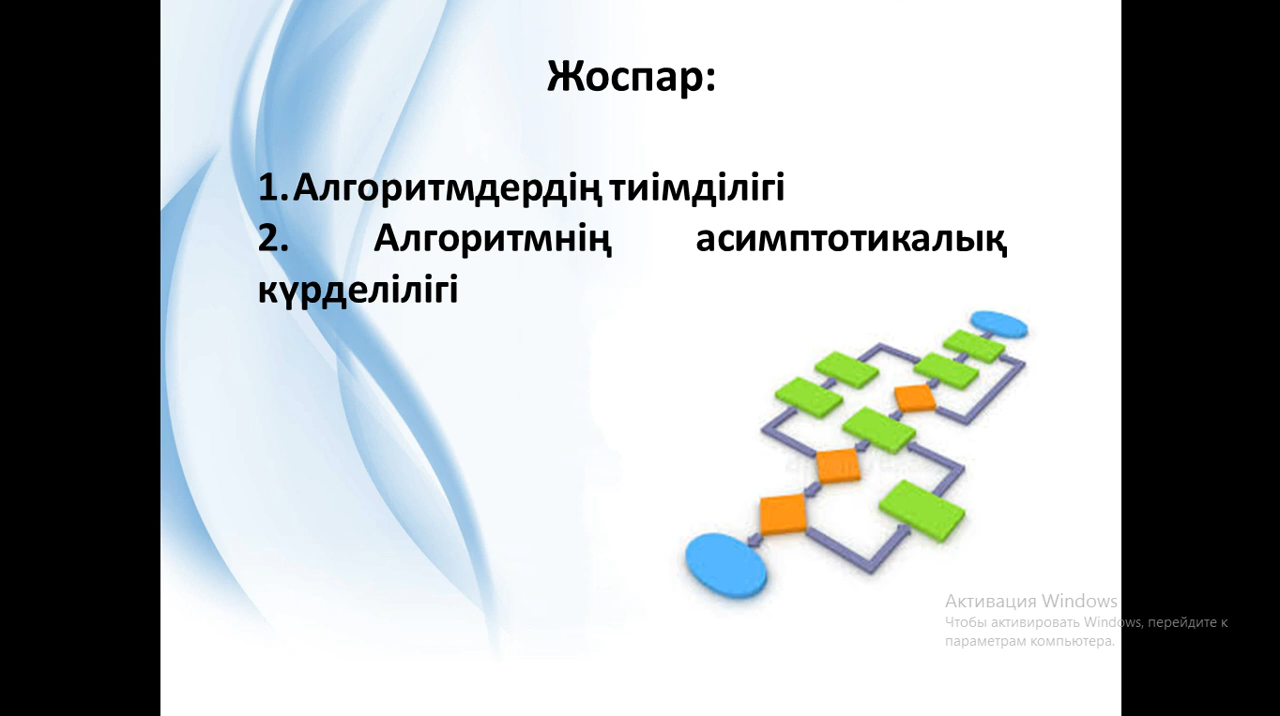 Жоспар:
1. Алгоритмдердің тиімділігі
2. Алгоритмнің асимптотикалық
күрделілігі
Активация Windows
Чтобы активировать Windows, перейдите к
параметрам компьютера.